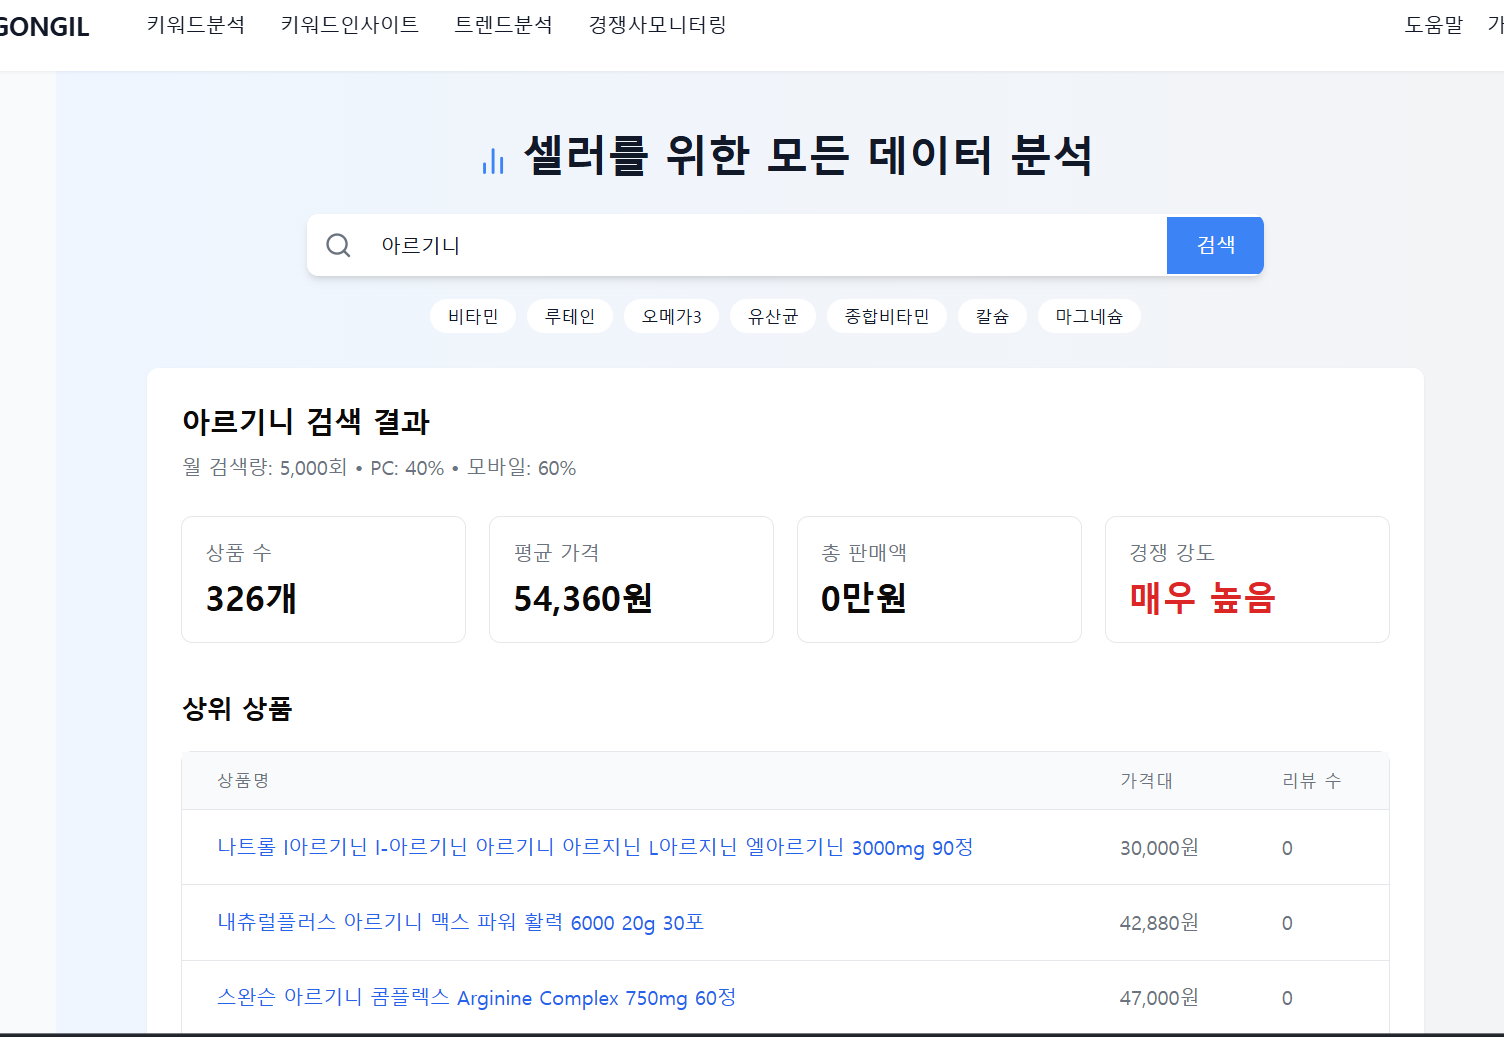 GONGIL 키워드분석 키워드인사이트 트렌드분석 경쟁사모니터링 도움말
셀러를 위한 모든 데이터 분석
아르기니 검색
비타민 루테인 오메가3 유산균 종합비타민 칼슘 마그네슘
아르기니 검색 결과
월 검색량: 5,000회 • PC: 40% • 모바일: 60%
상품 수 평균 가격 총 판매액 경쟁 강도
326개 54,360원 0만원 매우 높음
상위 상품
상품명 가격대 리뷰 수
나트롤 l아르기닌 l-아르기닌 아르기니 아르지닌 L아르지닌 엘아르기닌 3000mg 90정 30,000원 0
내츄럴플러스 아르기니 맥스 파워 활력 6000 20g 30포 42,880원 0
스완슨 아르기니 콤플렉스 Arginine Complex 750mg 60정 47,000원 0